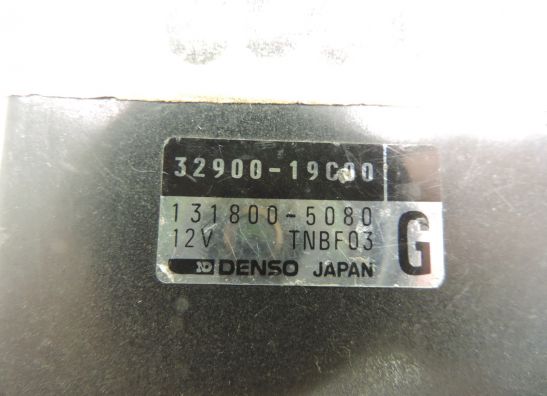 32900-19C00
131800-5080
12V TNBF03 G
DENSO JAPAN